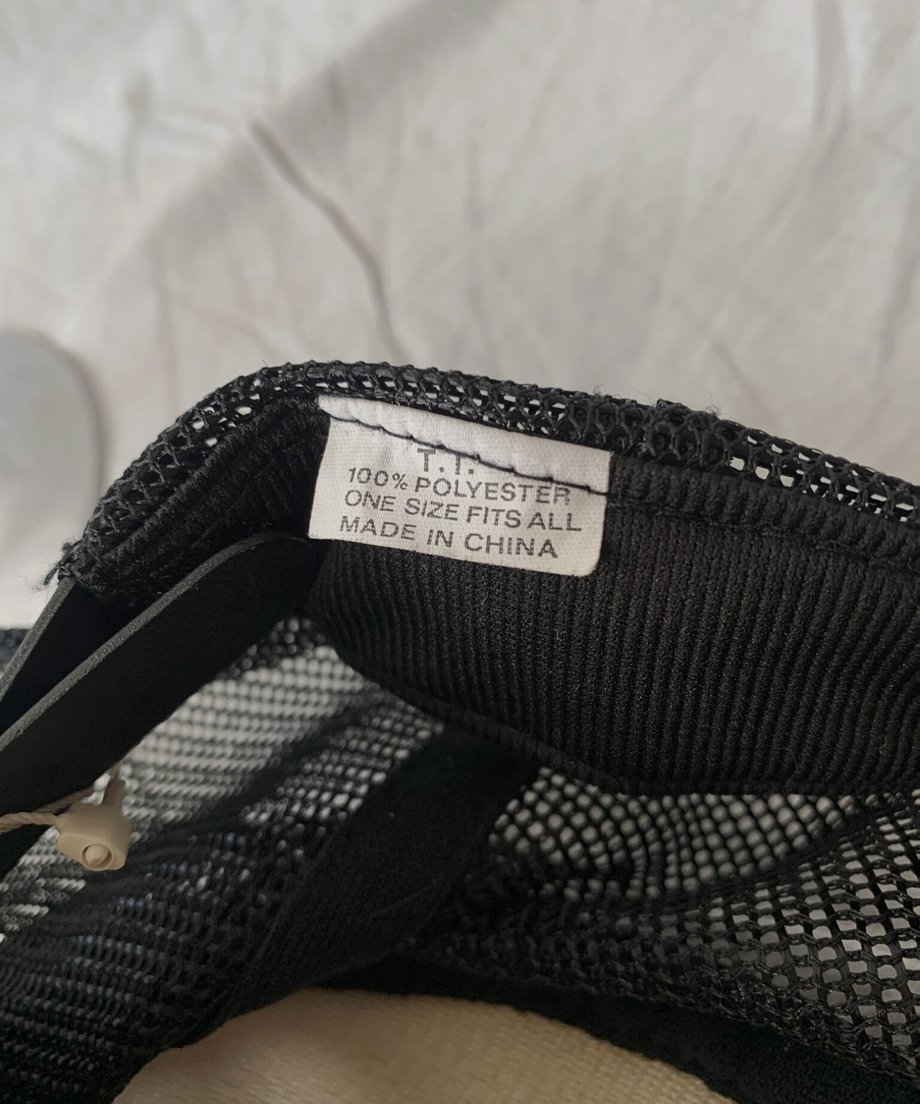 T.T.
100% POLYESTER
ONE SIZE FITS ALL
MADE IN CHINA